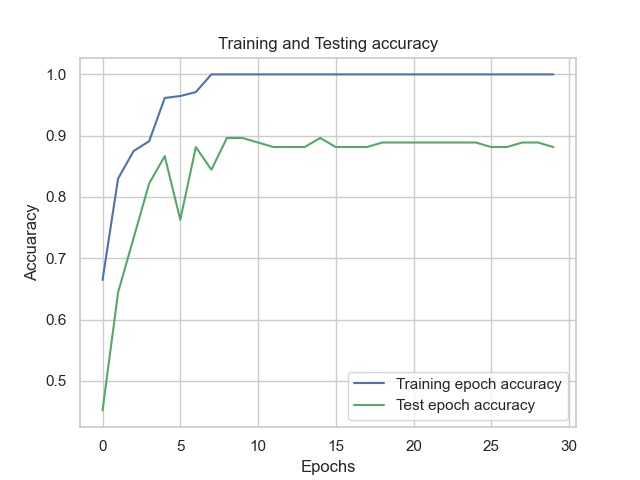 Training and Testing accuracy
1.0
0.9
0.8
0.7
0.6
0.5
Accuaracy
Training epoch accuracy
Test epoch accuracy
0 5 10 15 20 25 30
Epochs